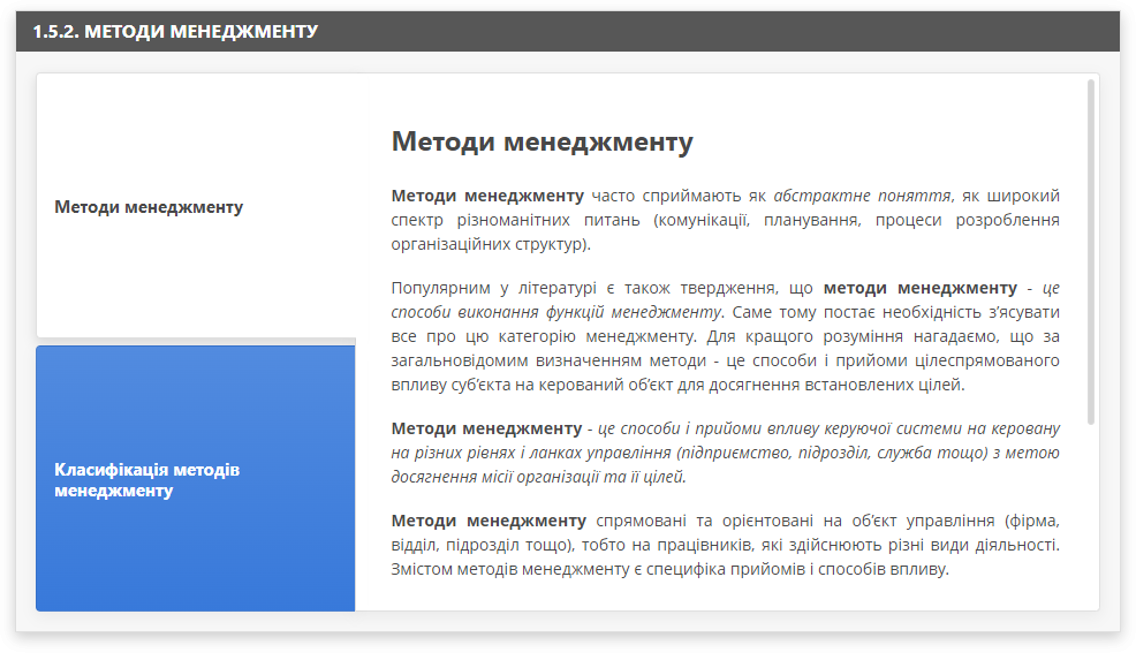 1.5.2. МЕТОДИ МЕНЕДЖМЕНТУ
Методи менеджменту
Класифікація методів
менеджменту
Методи менеджменту
Методи менеджменту часто сприймають як абстрактне поняття, як широкий
спектр різноманітних питань (комунікації, планування, процеси розроблення
організаційних структур).
Популярним у літературі є також твердження, що методи менеджменту - це
способи виконання функцій менеджменту. Саме тому постає необхідність з’ясувати
все про цю категорію менеджменту. Для кращого розуміння нагадаємо, що за
загальновідомим визначенням методи - це способи і прийоми цілеспрямованого
впливу суб’єкта на керований об’єкт для досягнення встановлених цілей.
Методи менеджменту - це способи і прийоми впливу керуючої системи на керовану
на різних рівнях і ланках управління (підприємство, підрозділ, служба тощо) з метою
досягнення місії організації та її цілей.
Методи менеджменту спрямовані та орієнтовані на об’єкт управління (фірма,
відділ, підрозділ тощо), тобто на працівників, які здійснюють різні види діяльності.
Змістом методів менеджменту є специфіка прийомів і способів впливу.